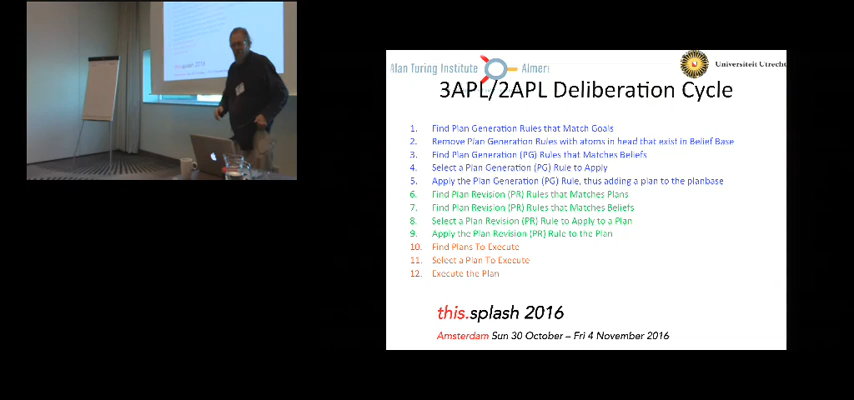 Alan Turing Institute Almere
Universiteit Utrecht
3APL/2APL Deliberation Cycle
1. Find Plan Generation Rules that Match Goals
2. Remove Plan Generation Rules with atoms in head that exist in Belief Base
3. Find Plan Generation (PG) Rules that Matches Beliefs
4. Select a Plan Generation (PG) Rule to Apply
5. Apply the Plan Generation (PG) Rule, thus adding a plan to the planbase
6. Find Plan Revision (PR) Rules that Matches Plans
7. Find Plan Revision (PR) Rules that Matches Beliefs
8. Select a Plan Revision (PR) Rule to Apply to a Plan
9. Apply the Plan Revision (PR) Rule to the Plan
10. Find Plans To Execute
11. Select a Plan To Execute
12. Execute the Plan
this.splash 2016
Amsterdam Sun 30 October – Fri 4 November 2016
this.splash 2016